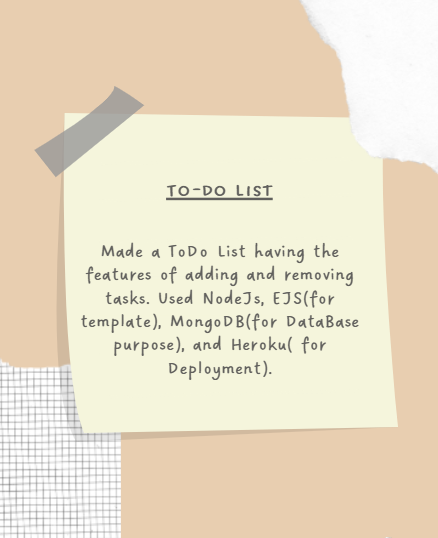 TO-DO LIST
Made a ToDo List having the
features of adding and removing
tasks. Used NodeJs, EJS(for
template), MongoDB(for DataBase
purpose), and Heroku( for
Deployment).